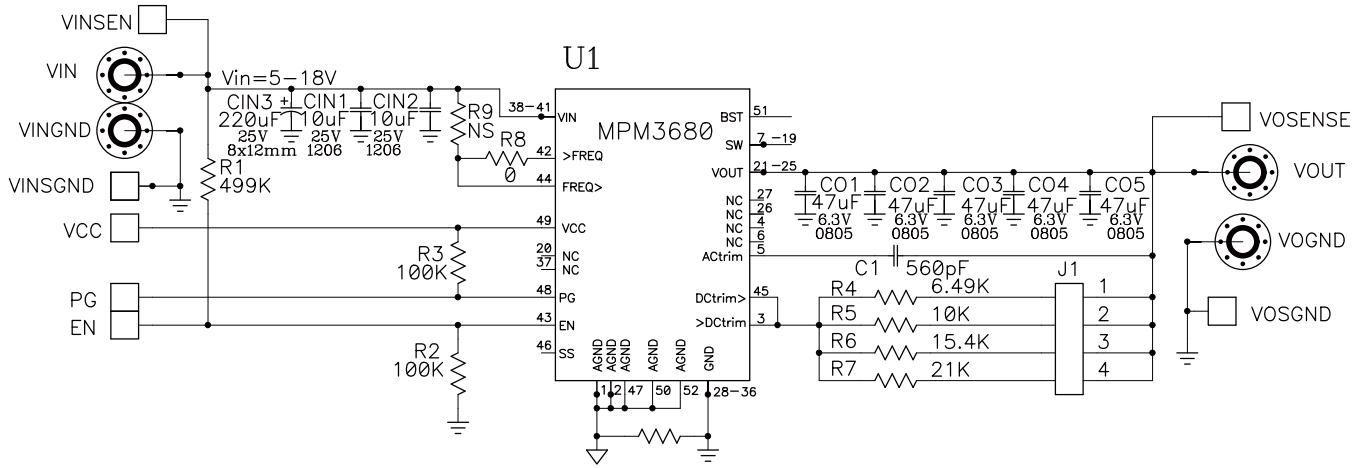 VINSEN
VIN
VINGND
VINSGND
VCC
PG
EN
Vin=5-18V
CIN3 +
220uF
25V
8x12mm
CIN1
10uF
25V
1206
CIN2
10uF
25V
1206
R9
NS
R8
0
R1
499K
R3
100K
R2
100K
U1
MPM3680
38-41
VIN
42
>FREQ
44
FREQ>
49
VCC
20
NC
37
NC
48
PG
43
EN
46
SS
AGND
AGND
AGND
AGND
AGND
GND
1
2
47
50
52
28-36
BST
51
SW
7-19
VOUT
21-25
NC
27
NC
26
NC
4
NC
6
ACtrim
5
DCtrim>
45
>DCtrim
3
CO1
47uF
6.3V
0805
CO2
47uF
6.3V
0805
CO3
47uF
6.3V
0805
CO4
47uF
6.3V
0805
CO5
47uF
6.3V
0805
C1
560pF
R4
6.49K
R5
10K
R6
15.4K
R7
21K
J1
1
2
3
4
VOSENSE
VOUT
VOGND
VOSGND